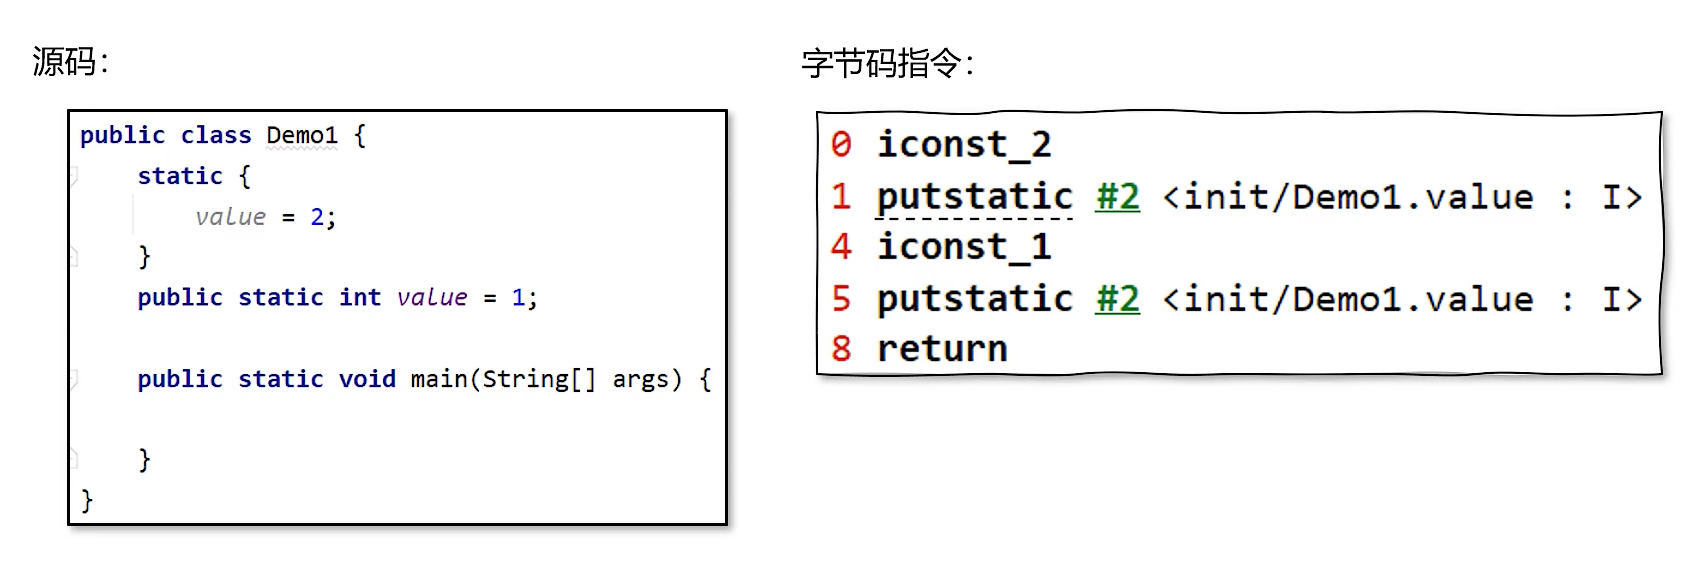 源码：
public class Demo1 {
    static {
        value = 2;
    }
    public static int value = 1;
    public static void main(String[] args) {
    }
}
字节码指令：
0 iconst_2
1 putstatic #2 <init/Demo1.value : I>
4 iconst_1
5 putstatic #2 <init/Demo1.value : I>
8 return